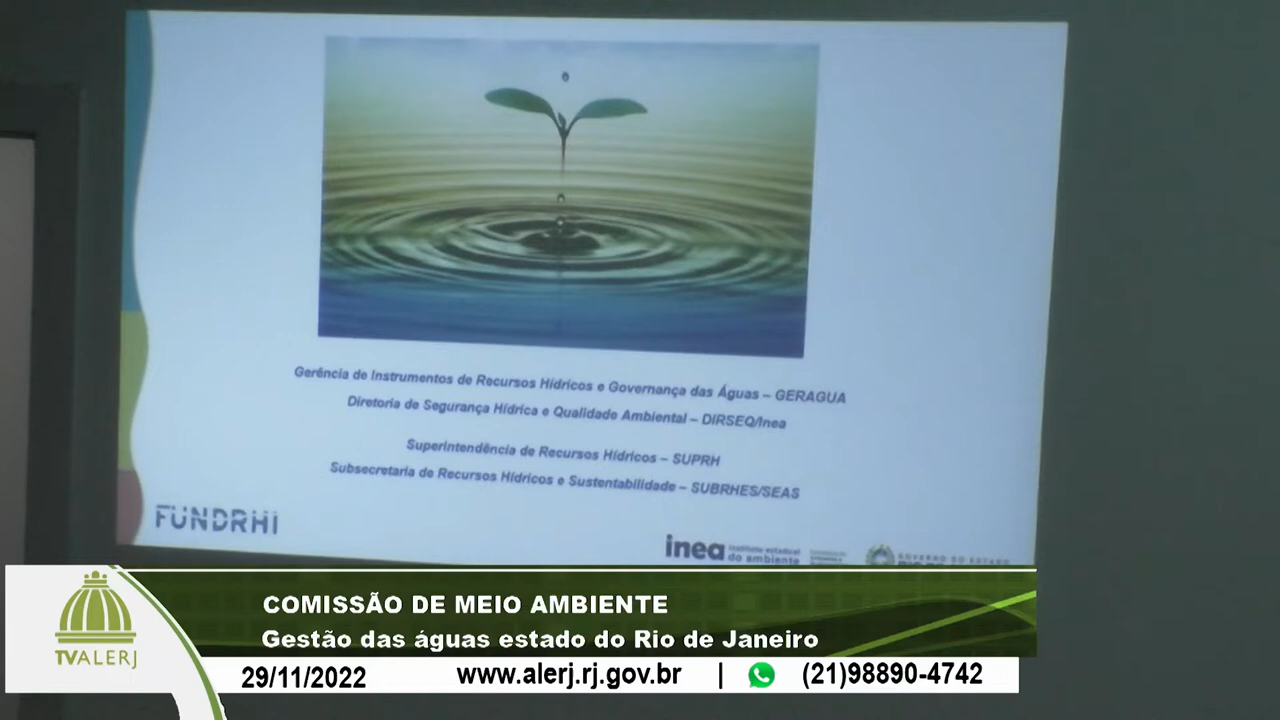 Gerência de Instrumentos de Recursos Hídricos e Governança das Águas – GERAGUA
Diretoria de Segurança Hídrica e Qualidade Ambiental – DIRSEQ/Inea
Superintendência de Recursos Hídricos – SUPRH
Subsecretaria de Recursos Hídricos e Sustentabilidade – SUBRHES/SEAS
FUNDRHI
inea instituto estadual do ambiente
GOVERNO DO ESTADO
COMISSÃO DE MEIO AMBIENTE
Gestão das águas estado do Rio de Janeiro
TVALERJ
29/11/2022 www.alerj.rj.gov.br | (21)98890-4742